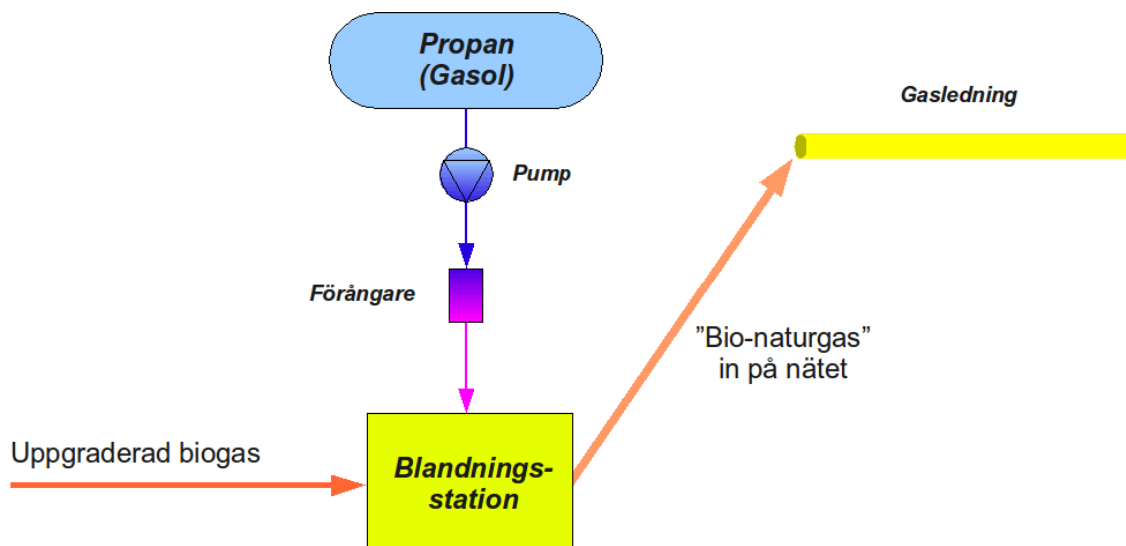 Propan
(Gasol)
Gasledning
Pump
Förångare
”Bio-naturgas”
in på nätet
Uppgraderad biogas
Blandnings-
station